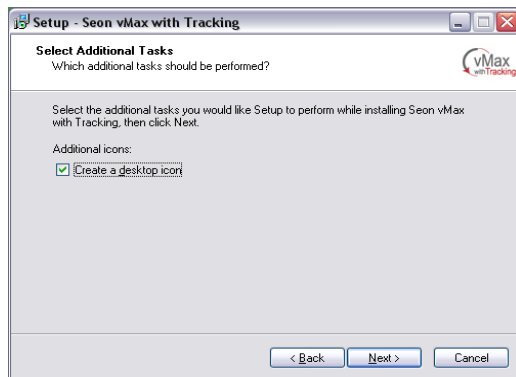 Setup - Seon vMax with Tracking
Select Additional Tasks
Which additional tasks should be performed?
vMax
with Tracking
Select the additional tasks you would like Setup to perform while installing Seon vMax
with Tracking, then click Next.
Additional icons:
Create a desktop icon
< Back
Next >
Cancel